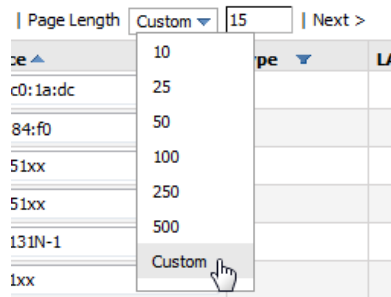 | Page Length Custom 15 | Next >
ce pe LA
10
c0:1a:dc
25
84:f0
50
51xx
100
51xx
250
131N-1
500
1xx
Custom